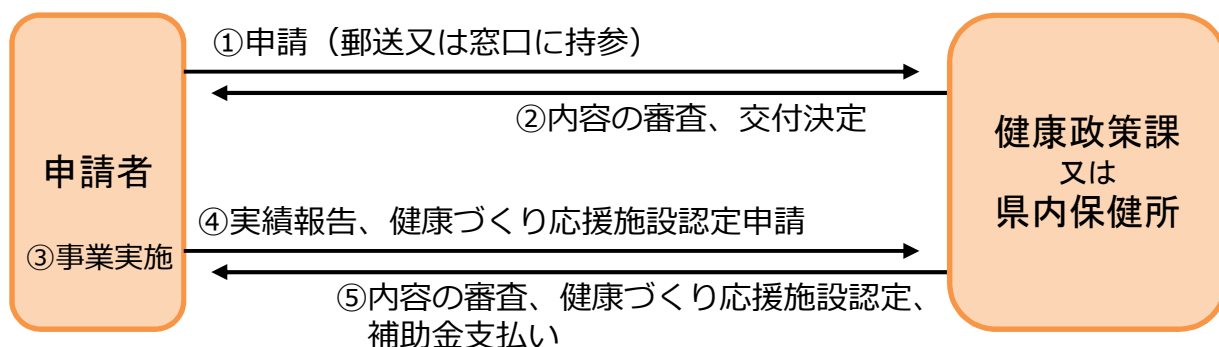 ①申請（郵送又は窓口に持参）
②内容の審査、交付決定
申請者
③事業実施
健康政策課
又は
県内保健所
④実績報告、健康づくり応援施設認定申請
⑤内容の審査、健康づくり応援施設認定、
補助金支払い